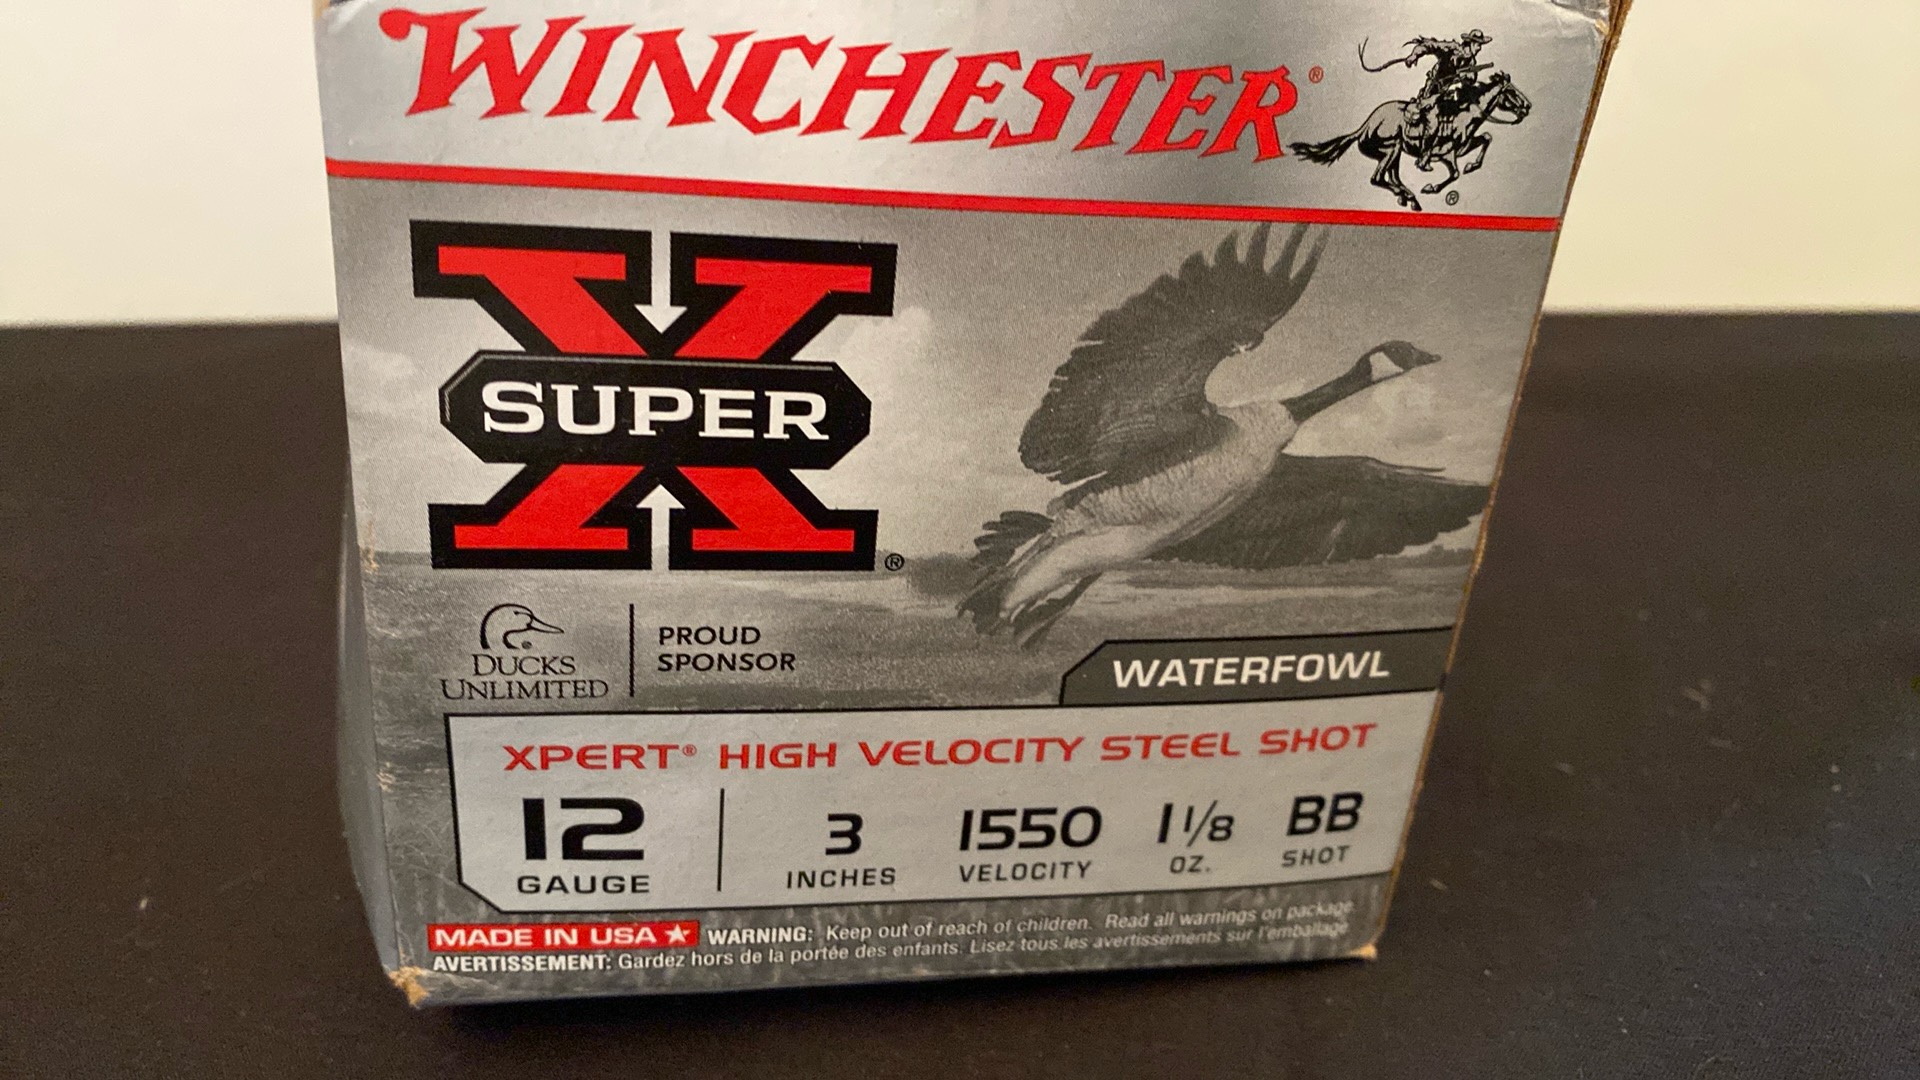 WINCHESTER®
®
SUPER X®
DUCKS UNLIMITED
PROUD SPONSOR
WATERFOWL
XPERT® HIGH VELOCITY STEEL SHOT
12 GAUGE
3 INCHES
1550 VELOCITY
1 1/8 OZ.
BB SHOT
MADE IN USA ★ WARNING: Keep out of reach of children. Read all warnings on package
AVERTISSEMENT: Gardez hors de la portée des enfants. Lisez tous les avertissements sur l'emballage